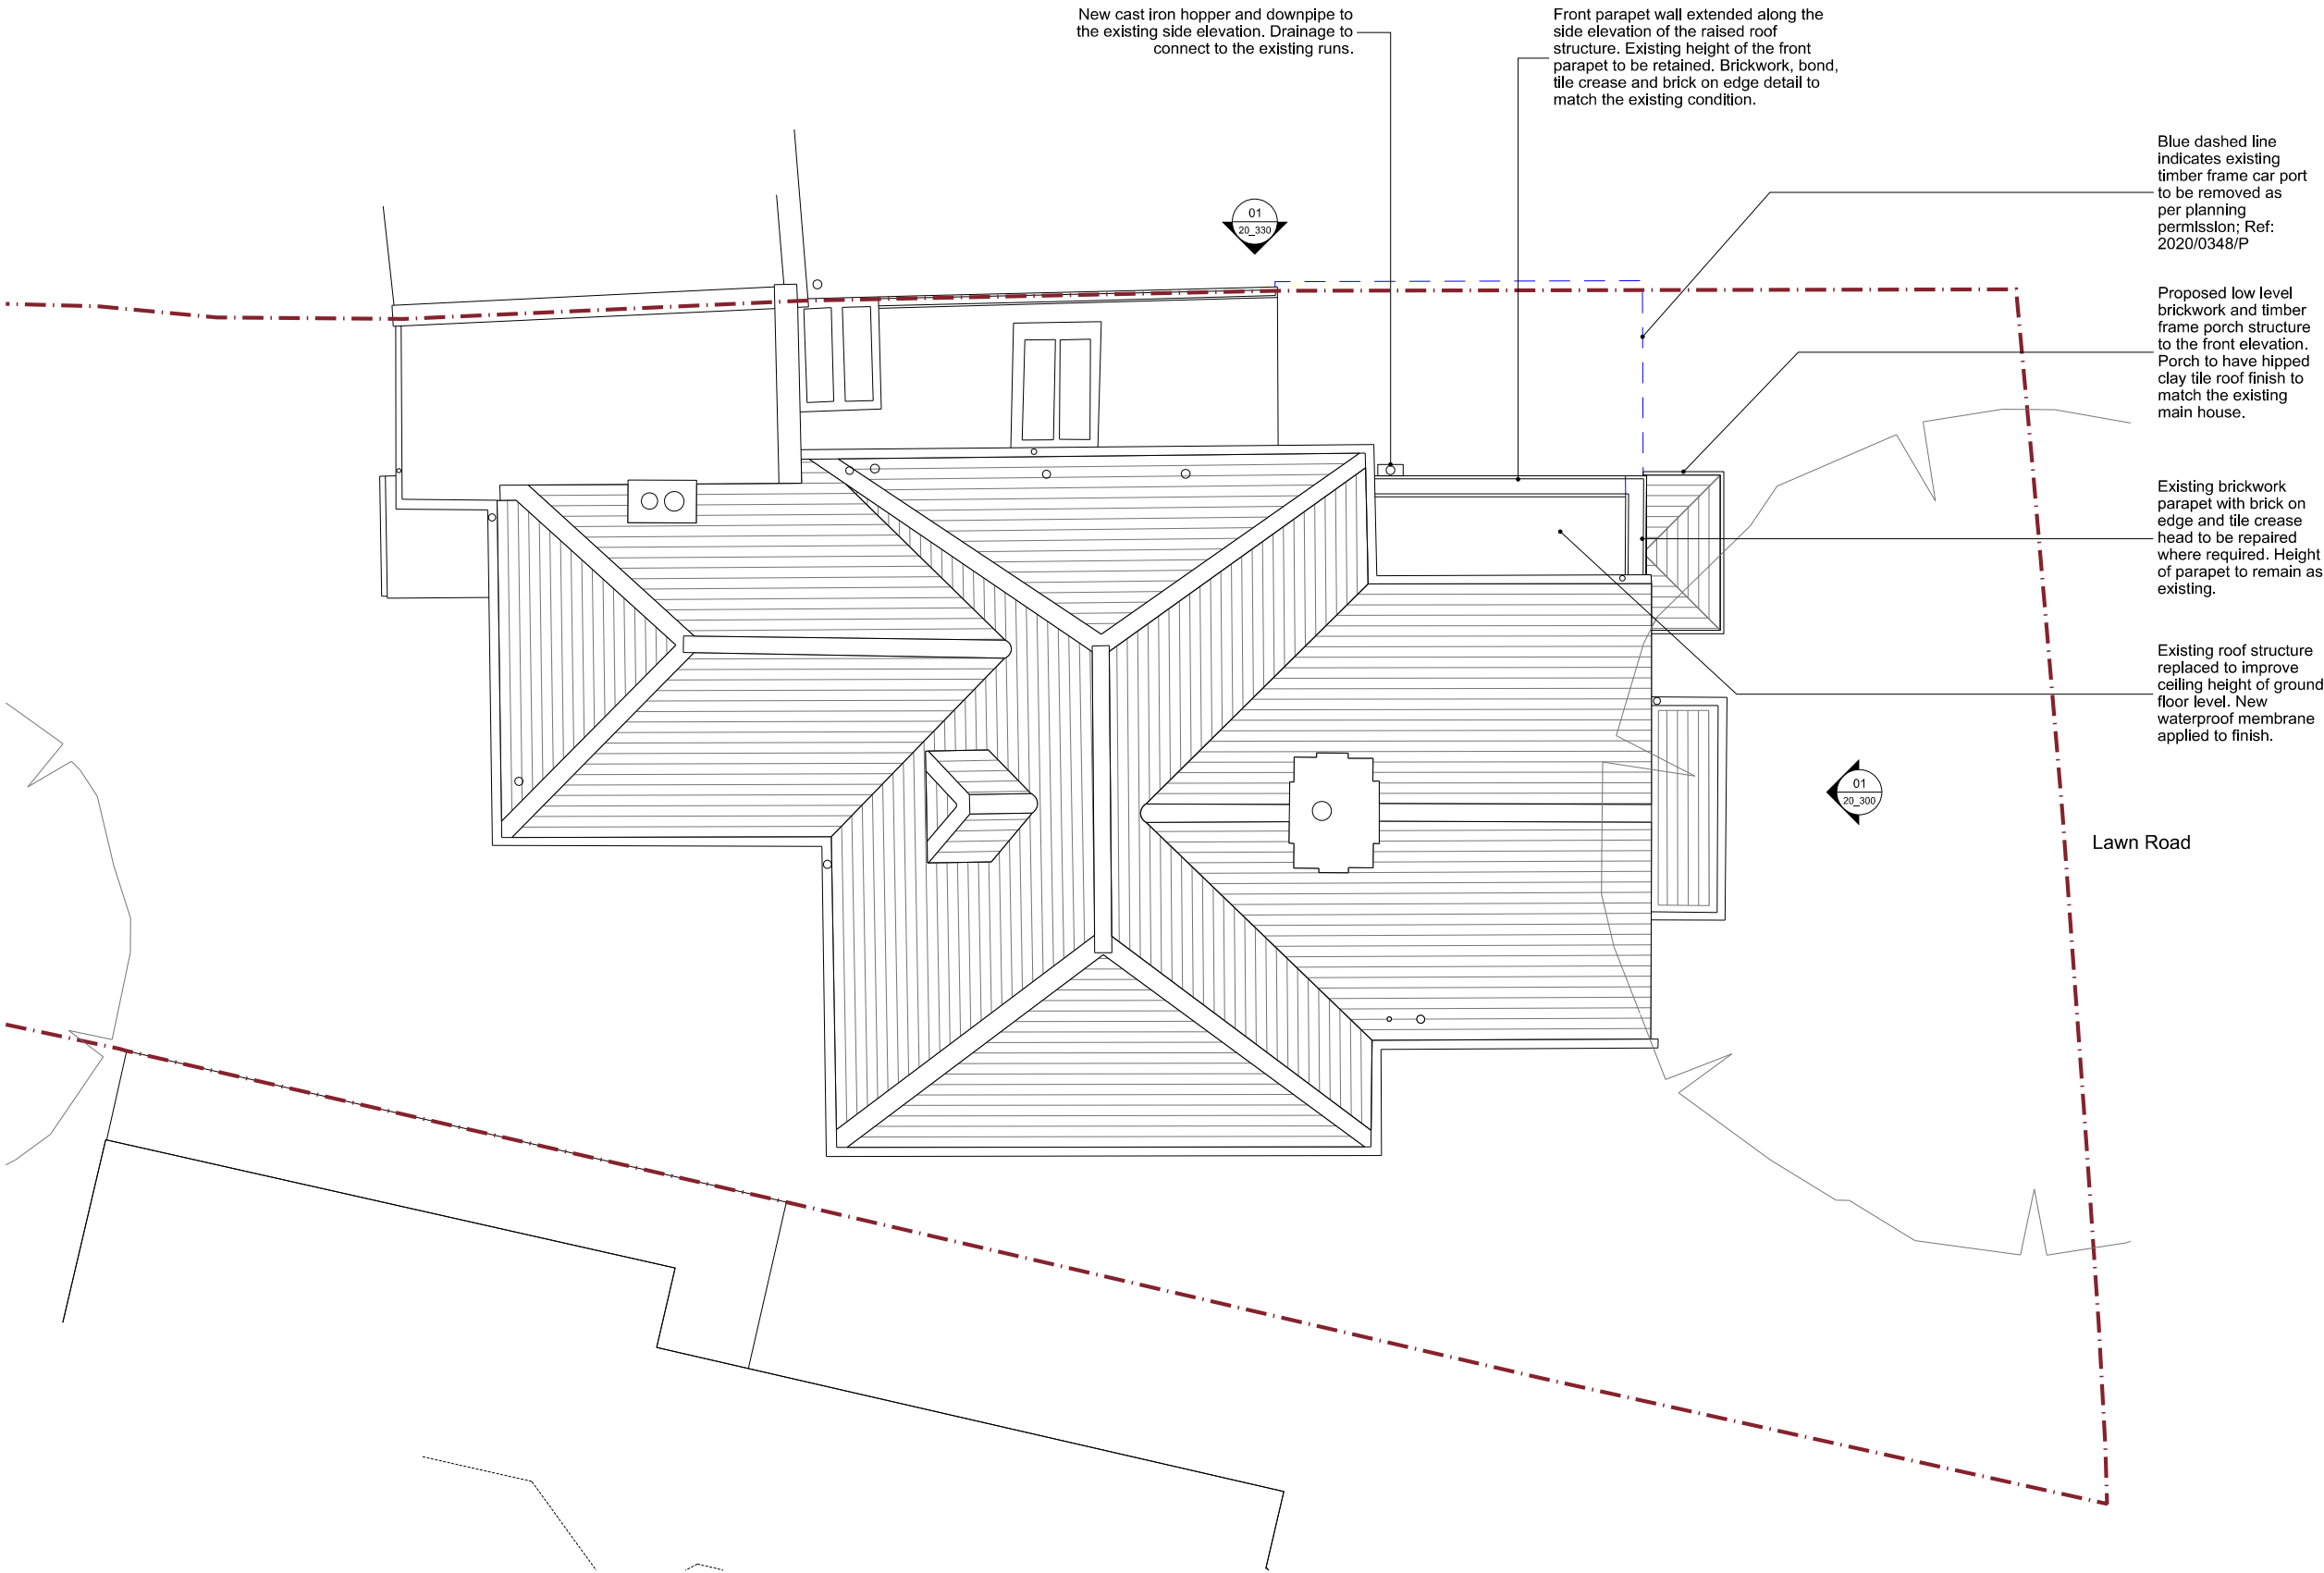 New cast iron hopper and downpipe to
the existing side elevation. Drainage to
connect to the existing runs.
Front parapet wall extended along the
side elevation of the raised roof
structure. Existing height of the front
parapet to be retained. Brickwork, bond,
tile crease and brick on edge detail to
match the existing condition.
Blue dashed line
indicates existing
timber frame car port
to be removed as
per planning
permission; Ref:
2020/0348/P
01
20_330
Proposed low level
brickwork and timber
frame porch structure
to the front elevation.
Porch to have hipped
clay tile roof finish to
match the existing
main house.
Existing brickwork
parapet with brick on
edge and tile crease
head to be repaired
where required. Height
of parapet to remain as
existing.
Existing roof structure
replaced to improve
ceiling height of ground
floor level. New
waterproof membrane
applied to finish.
01
20_300
Lawn Road